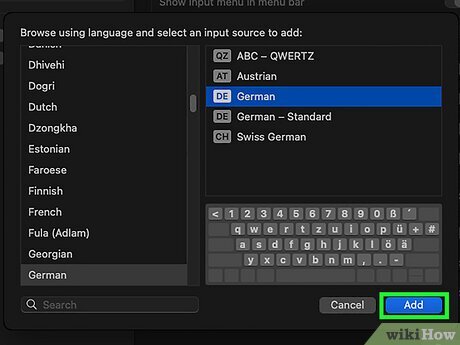 Show Input menu in menu bar
Browse using language and select an input source to add:
Danish
Dhivehi
Dogri
Dutch
Dzongkha
Estonian
Faroese
Finnish
French
Fula (Adlam)
Georgian
German
QZ ABC – QWERTZ
AT Austrian
DE German
DE German – Standard
CH Swiss German
< 1 2 3 4 5 6 7 8 9 0 ß ´
q w e r t z u l o p ü + #
a s d f g h j k l ö ä
y x c v b n m , . -
Search
Cancel
Add
wikiHow